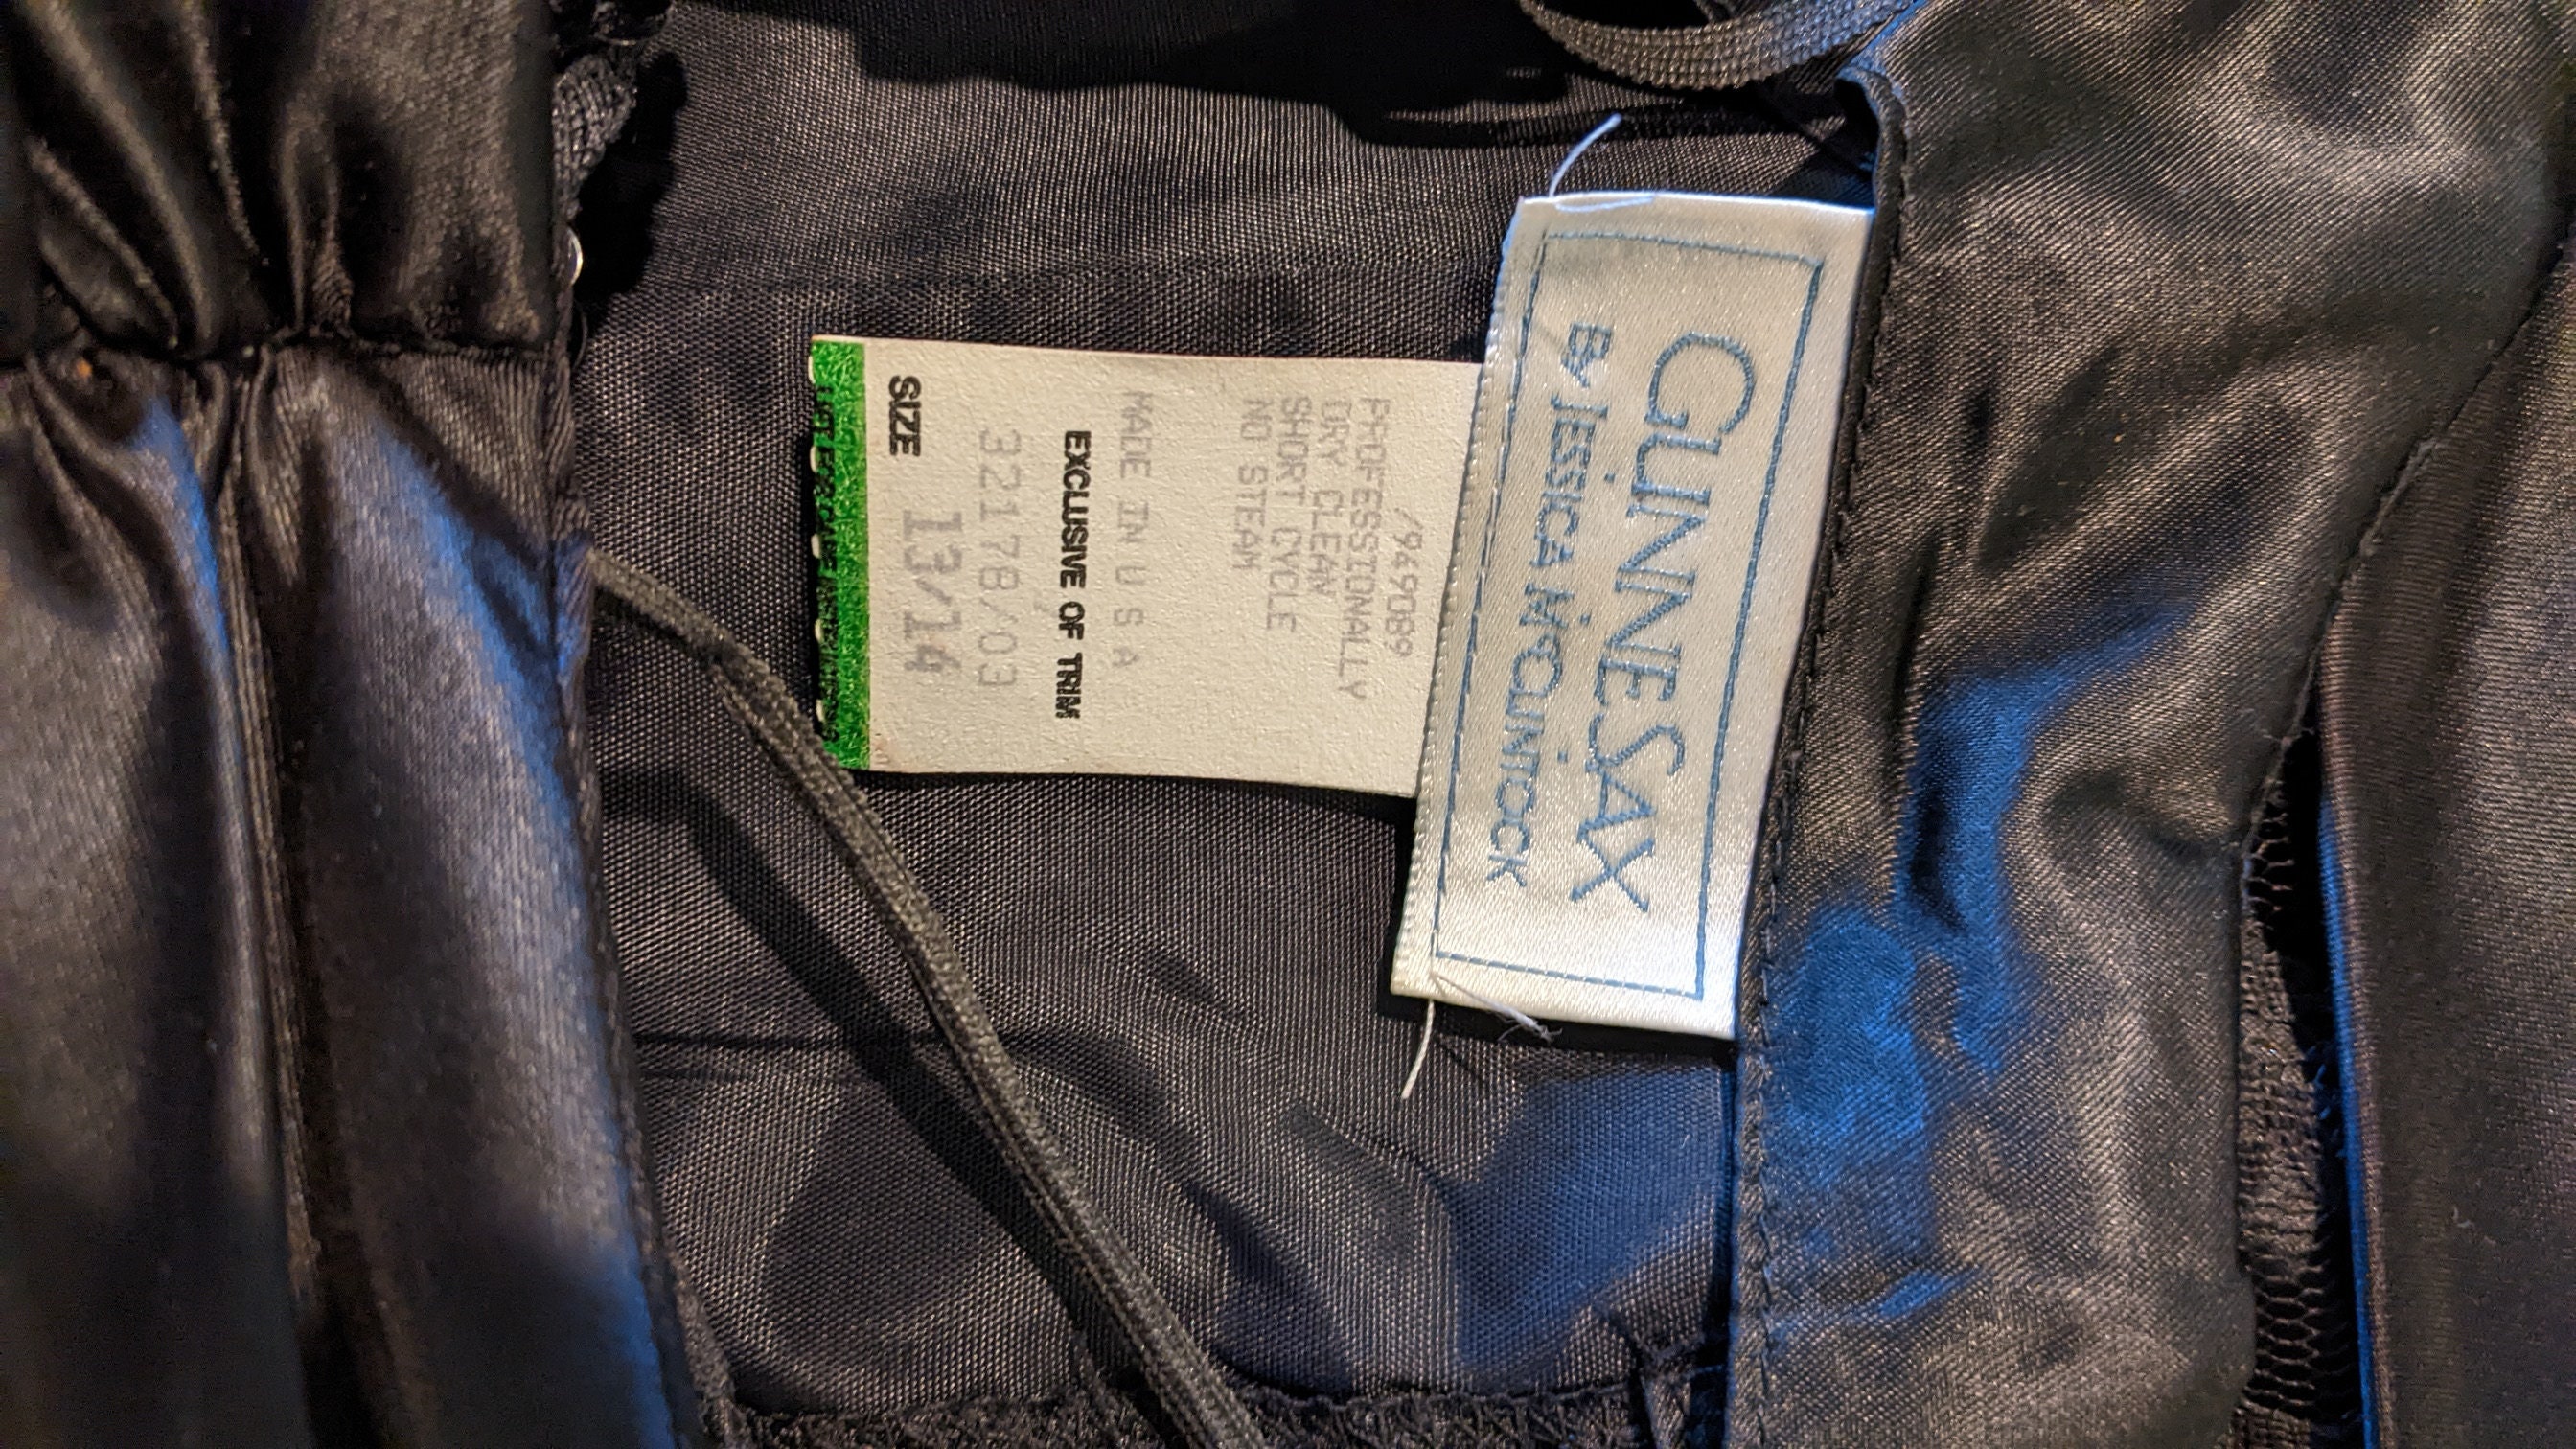 GUNNE SAX
BY JESSICA McCLINTOCK
/949089
PROFESSIONALLY
DRY CLEAN
SHORT CYCLE
NO STEAM
MADE IN U S A
EXCLUSIVE OF TRIM
32178/03
SIZE 13/14